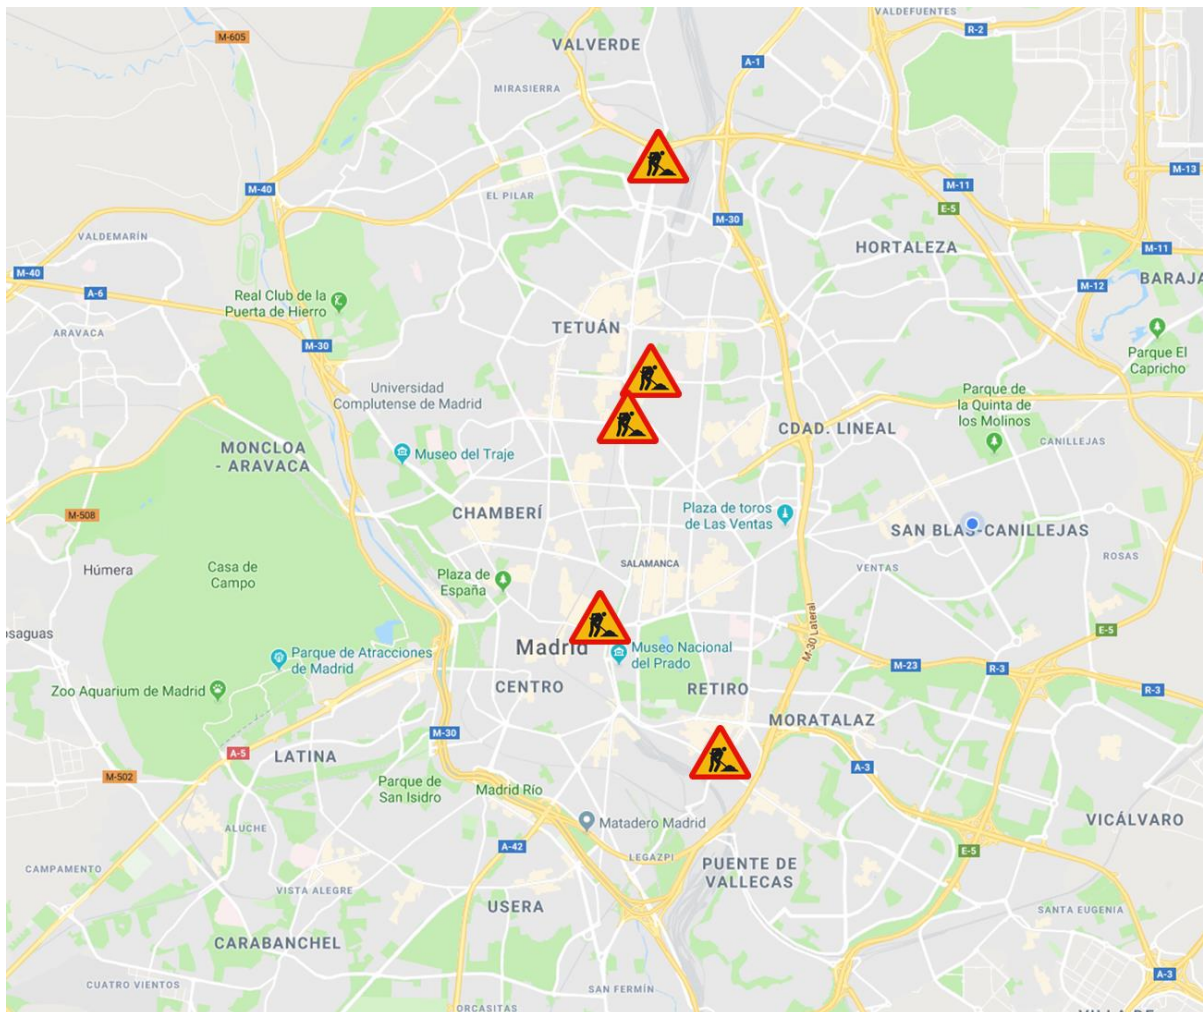 VALDEFUENTES
M-605
R-2
VALVERDE
A-1
MIRASIERRA
M-13
M-11
M-40
EL PILAR
E-5
M-30
VALDEMARÍN
HORTALEZA
M-11
M-40
BARAJA
M-12
A-6
Real Club de la
Puerta de Hierro
TETUÁN
ARAVACA
M-30
Parque El
Capricho
Universidad
Complutense de Madrid
Parque de
la Quinta de
los Molinos
CDAD. LINEAL
CANILLEJAS
MONCLOA
- ARAVACA
Museo del Traje
M-508
CHAMBERÍ
Plaza de toros
de Las Ventas
SAN BLAS-CANILLEJAS
ROSAS
Húmera
Casa de
Campo
Plaza de
España
SALAMANCA
VENTAS
osaguas
M-30 Lateral
E-5
Parque de Atracciones
de Madrid
Madrid
Museo Nacional
del Prado
M-23
R-3
R-3
Zoo Aquarium de Madrid
CENTRO
RETIRO
MORATALAZ
M-30
A-5
LATINA
M-502
Parque de
San Isidro
Madrid Río
A-3
Matadero Madrid
VICÁLVARO
ALUCHE
A-42
LEGAZPI
E-5
PUENTE DE
VALLECAS
CAMPAMENTO
VISTA ALEGRE
USERA
SANTA EUGENIA
CARABANCHEL
A-3
CUATRO VIENTOS
SAN FERMÍN
ORCASITAS
VILLA DE